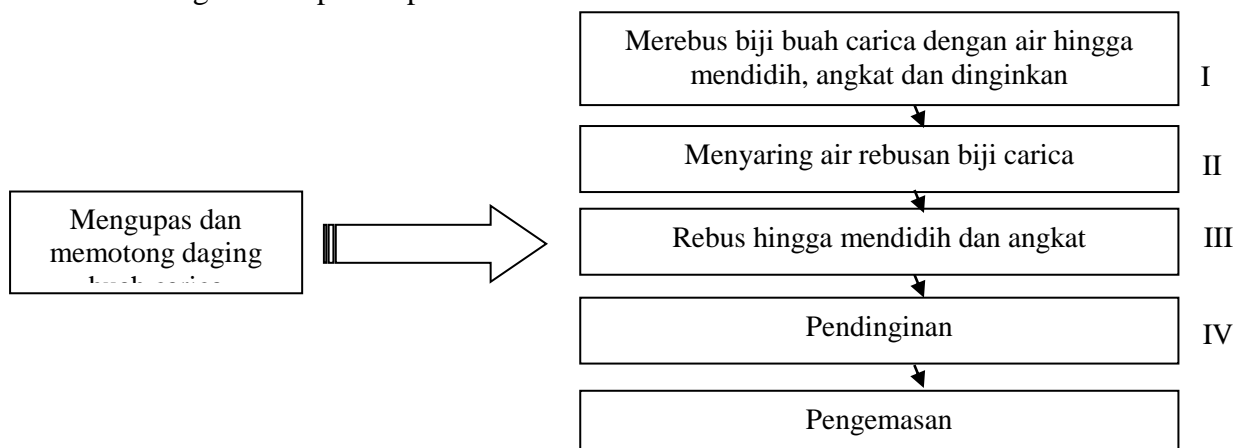 Merebus biji buah carica dengan air hingga
mendidih, angkat dan dinginkan
I
Menyaring air rebusan biji carica
II
Mengupas dan
memotong daging
Rebus hingga mendidih dan angkat
III
Pendinginan
IV
Pengemasan